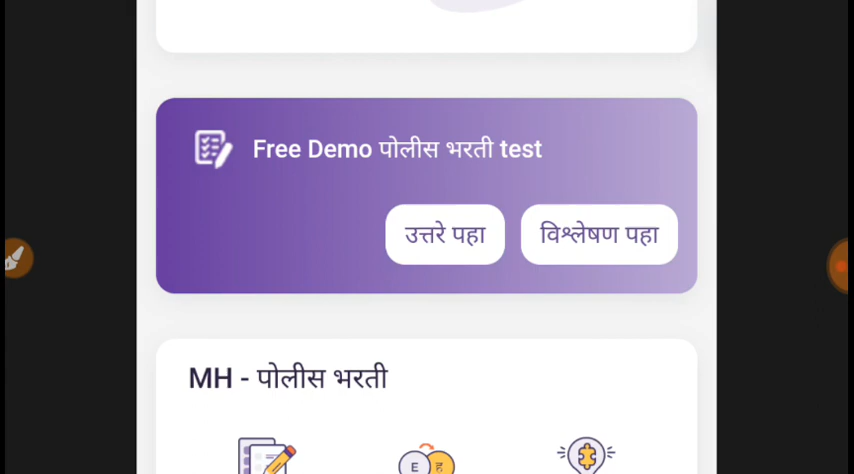 Free Demo पोलीस भरती test
उत्तरे पहा
विश्लेषण पहा
MH - पोलीस भरती
E ह